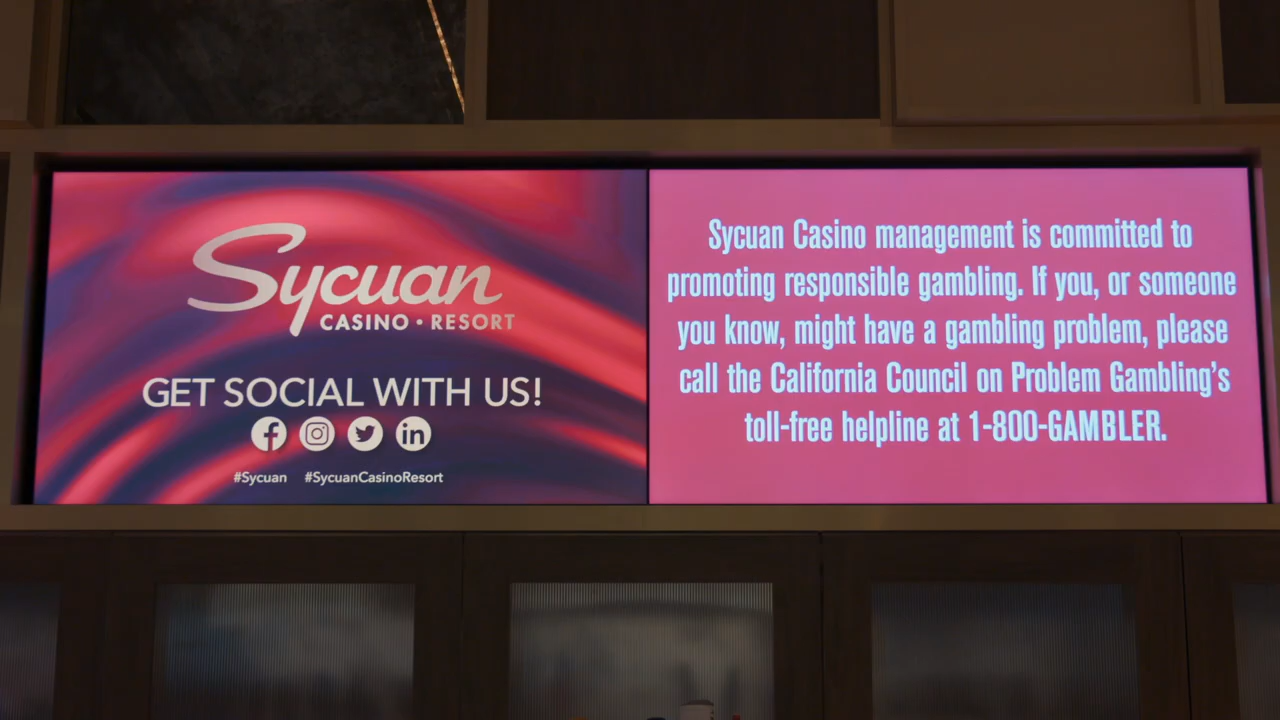 Sycuan
CASINO • RESORT
GET SOCIAL WITH US!
#Sycuan #SycuanCasinoResort
Sycuan Casino management is committed to
promoting responsible gambling. If you, or someone
you know, might have a gambling problem, please
call the California Council on Problem Gambling's
toll-free helpline at 1-800-GAMBLER.